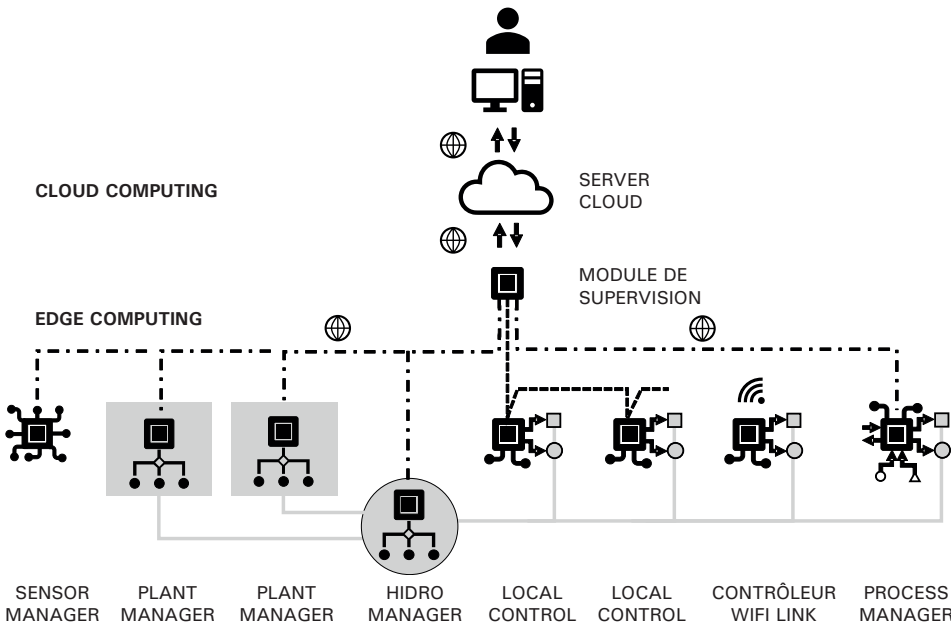 SERVER
CLOUD
CLOUD COMPUTING
MODULE DE
SUPERVISION
EDGE COMPUTING
SENSOR
MANAGER
PLANT
MANAGER
PLANT
MANAGER
HIDRO
MANAGER
LOCAL
CONTROL
LOCAL
CONTROL
CONTRÔLEUR
WIFI LINK
PROCESS
MANAGER